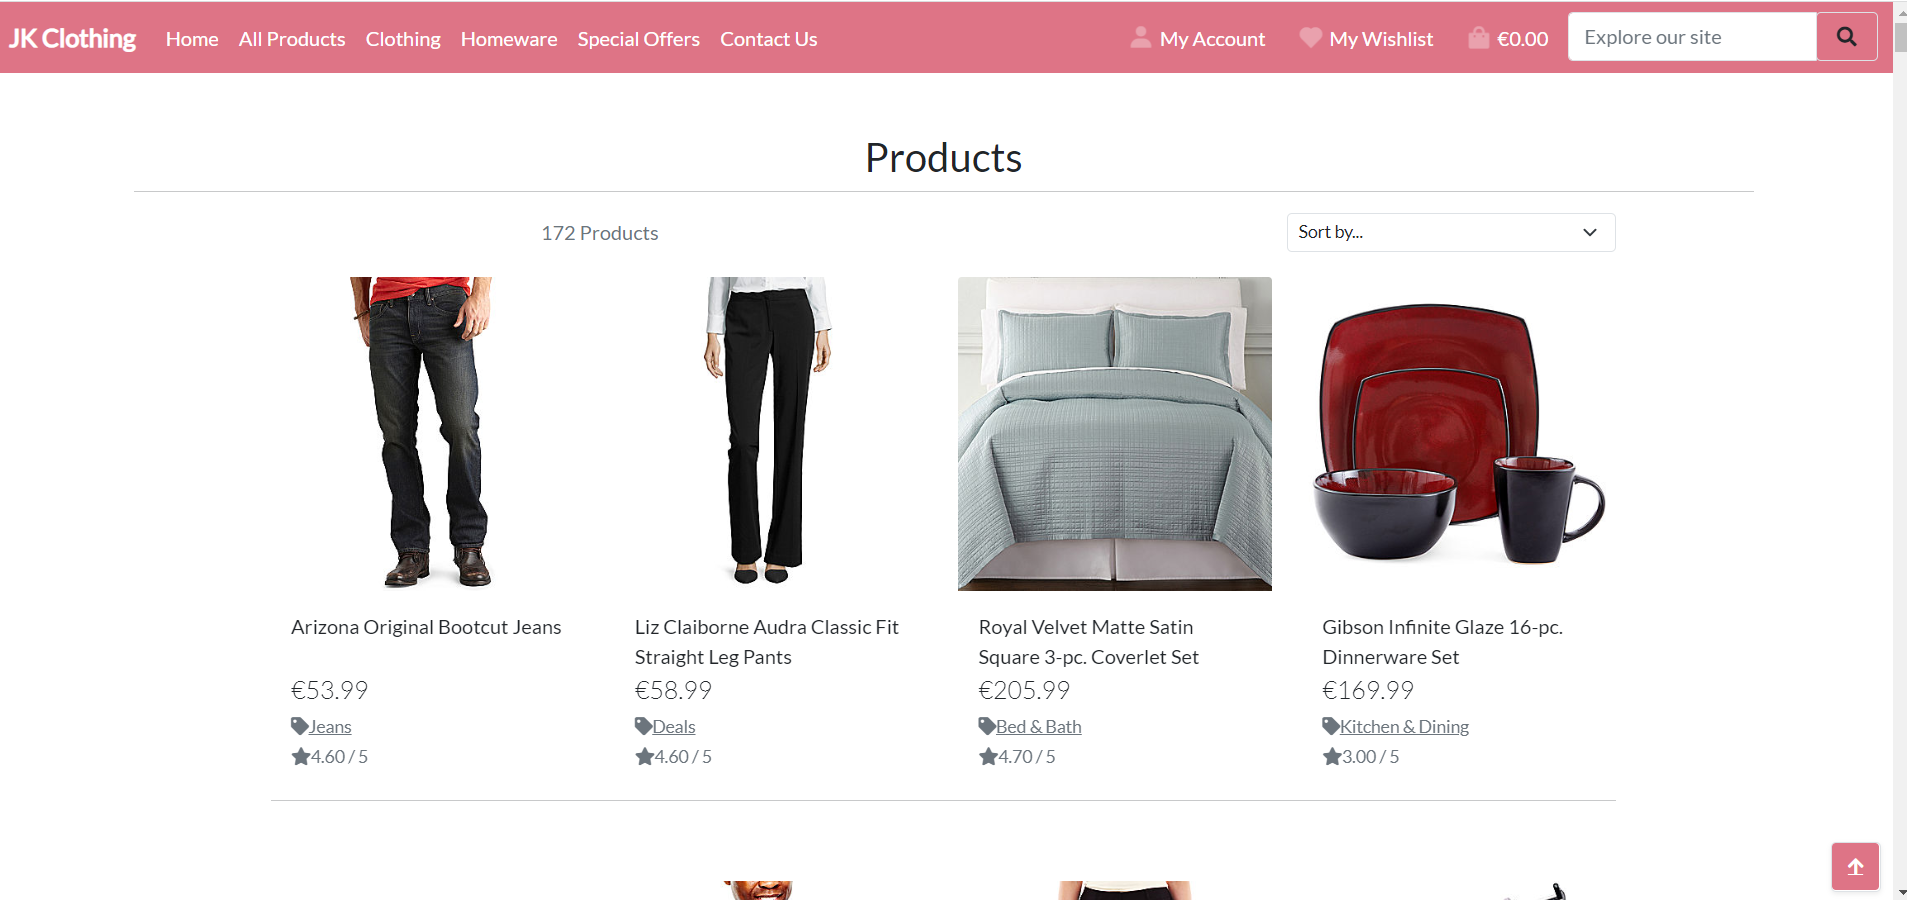 JK Clothing Home All Products Clothing Homeware Special Offers Contact Us My Account My Wishlist €0.00 Explore our site
Products
172 Products Sort by...
Arizona Original Bootcut Jeans
€53.99
Jeans
4.60 / 5
Liz Claiborne Audra Classic Fit
Straight Leg Pants
€58.99
Deals
4.60 / 5
Royal Velvet Matte Satin
Square 3-pc. Coverlet Set
€205.99
Bed & Bath
4.70 / 5
Gibson Infinite Glaze 16-pc.
Dinnerware Set
€169.99
Kitchen & Dining
3.00 / 5